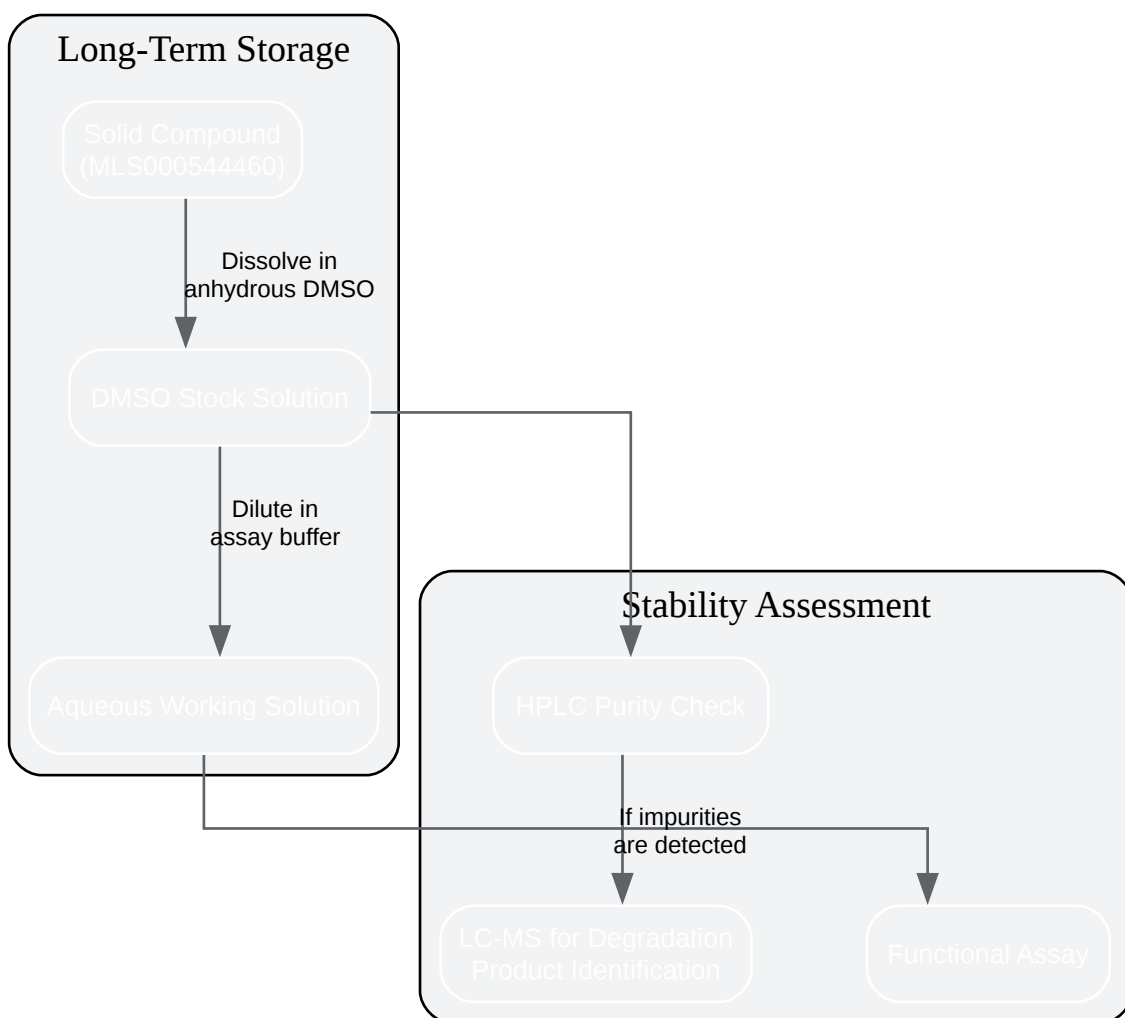 Long-Term Storage
Solid Compound
(MLS000544460)
Dissolve in
anhydrous DMSO
DMSO Stock Solution
Dilute in
assay buffer
Aqueous Working Solution
Stability Assessment
HPLC Purity Check
If impurities
are detected
LC-MS for Degradation
Product Identification
Functional Assay